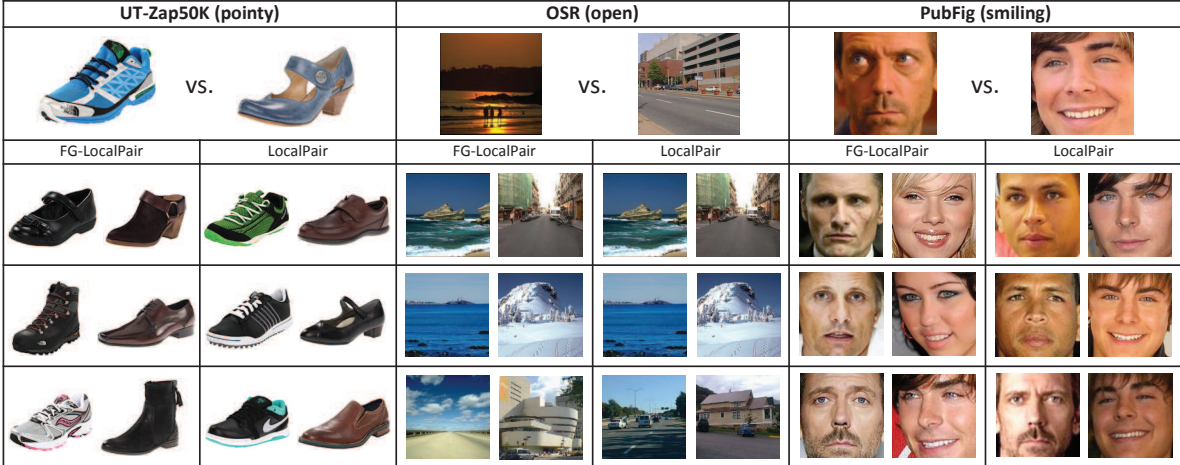 UT-Zap50K (pointy) OSR (open) PubFig (smiling)
vs. vs. vs.
FG-LocalPair LocalPair FG-LocalPair LocalPair FG-LocalPair LocalPair